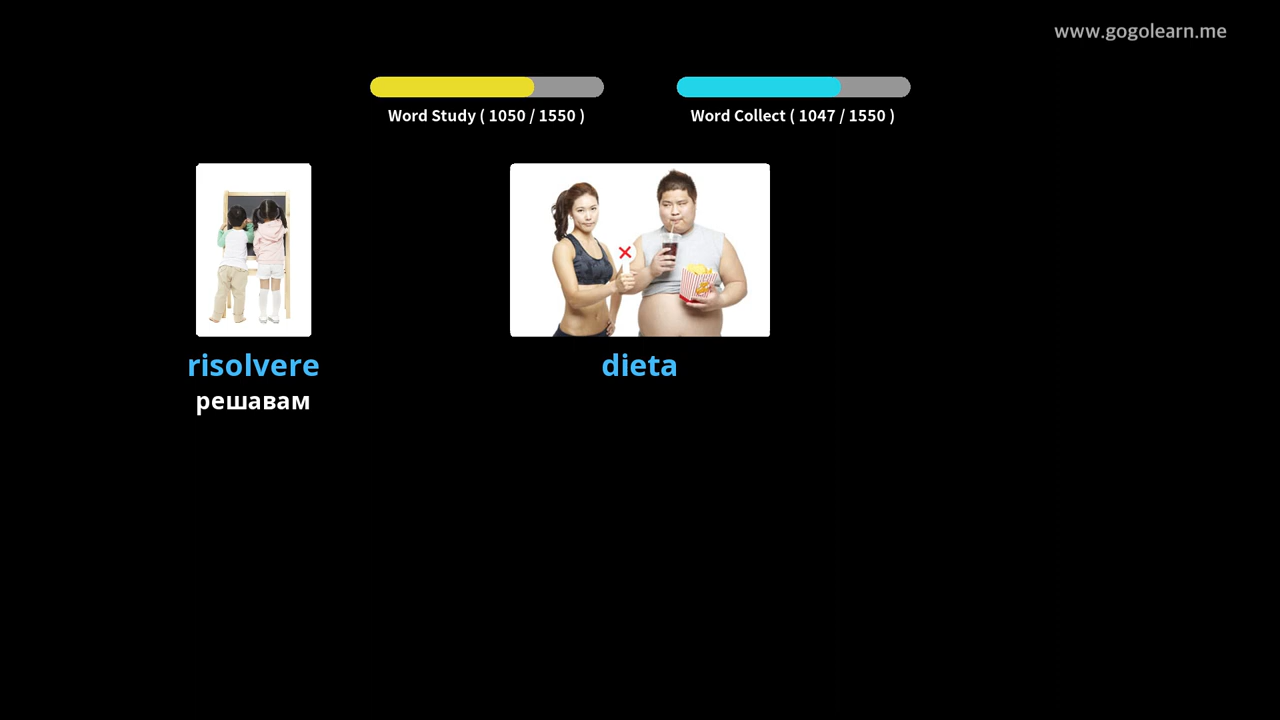 www.gogolearn.me
Word Study ( 1050 / 1550 )
Word Collect ( 1047 / 1550 )
risolvere
решавам
dieta